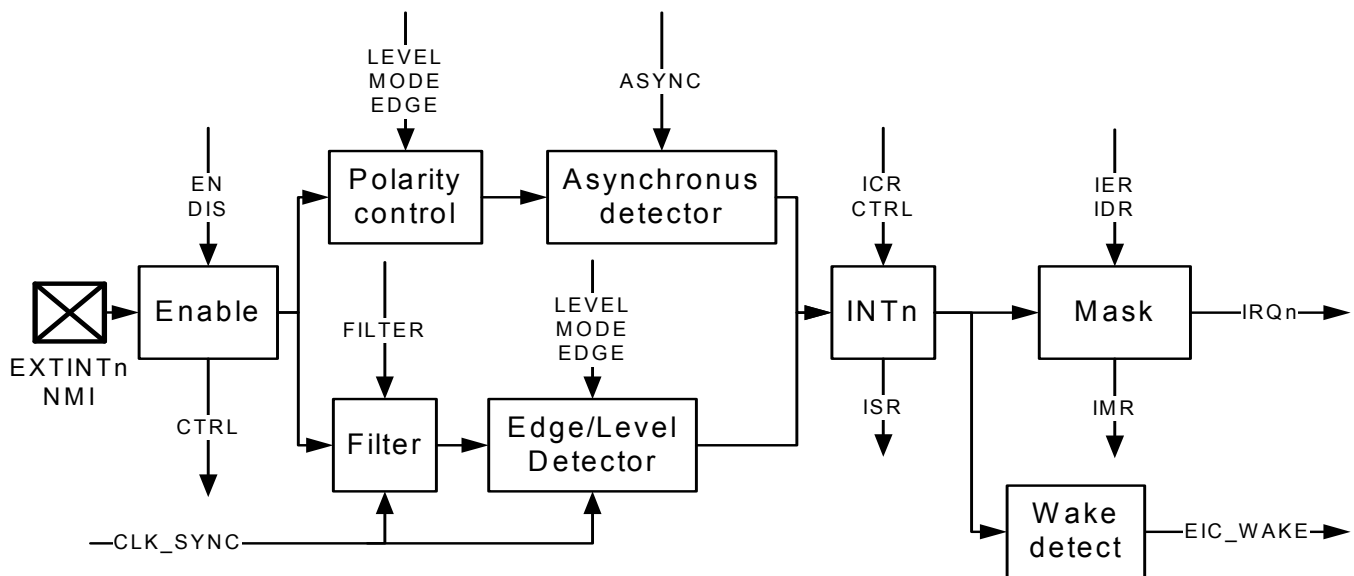 LEVEL
MODE
EDGE
ASYNC
EN
DIS
Polarity
control
Asynchronus
detector
ICR
CTRL
IER
IDR
EXTINTn
NMI
Enable
FILTER
LEVEL
MODE
EDGE
INTn
Mask
IRQn
CTRL
Filter
Edge/Level
Detector
ISR
IMR
CLK_SYNC
Wake
detect
EIC_WAKE